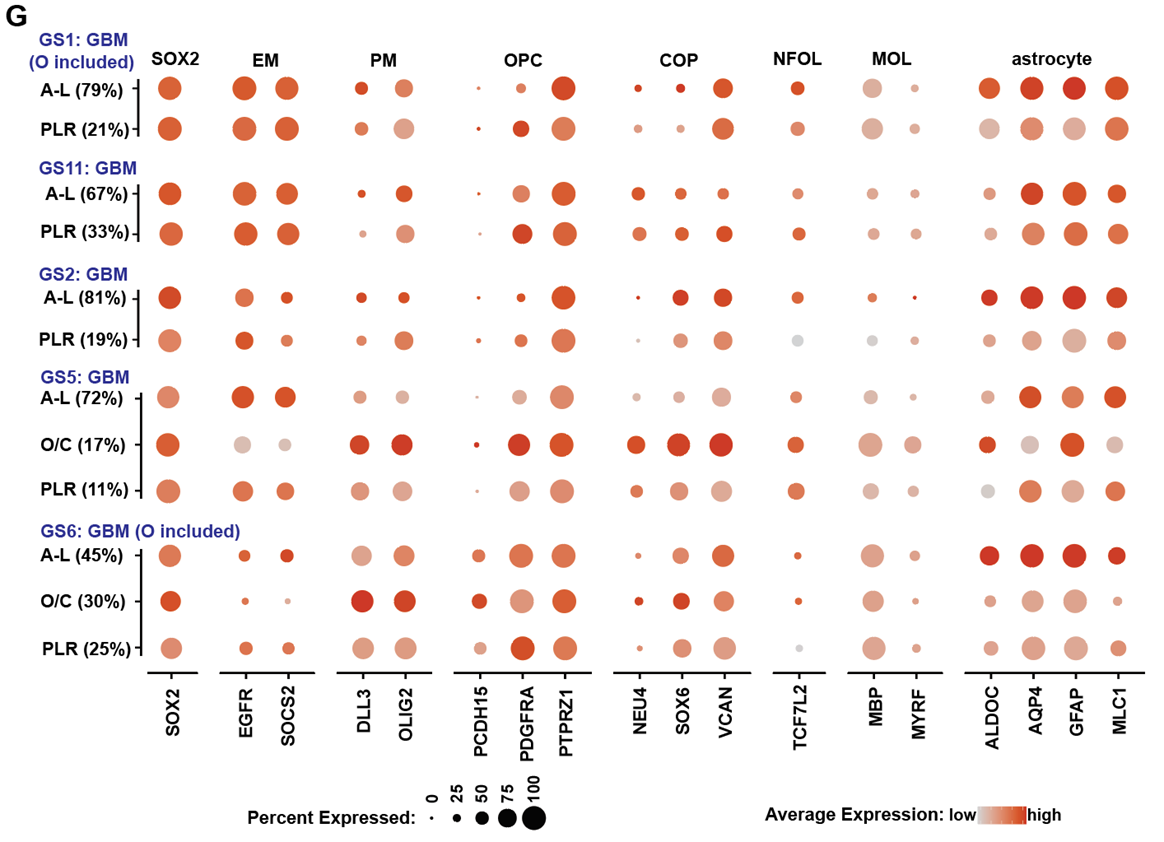 G
GS1: GBM
(O included)
SOX2 EM PM OPC COP NFOL MOL astrocyte
A-L (79%)
PLR (21%)
GS11: GBM
A-L (67%)
PLR (33%)
GS2: GBM
A-L (81%)
PLR (19%)
GS5: GBM
A-L (72%)
O/C (17%)
PLR (11%)
GS6: GBM (O included)
A-L (45%)
O/C (30%)
PLR (25%)
SOX2 EGFR SOCS2 DLL3 OLIG2 PCDH15 PDGFRA PTPRZ1 NEU4 SOX6 VCAN TCF7L2 MBP MYRF ALDOC AQP4 GFAP MLC1
0 25 50 75 100
Percent Expressed:
Average Expression: low high